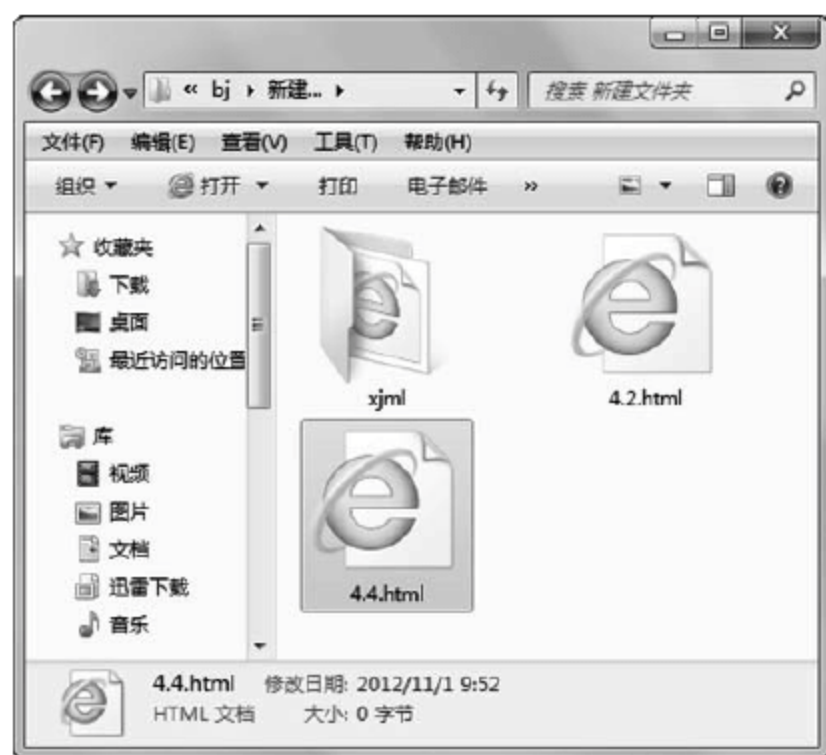 « bj ▸ 新建... ▸
搜索 新建文件夹
文件(F) 编辑(E) 查看(V) 工具(T) 帮助(H)
组织 打开 打印 电子邮件 »
收藏夹
下载
桌面
最近访问的位置
库
视频
图片
文档
迅雷下载
音乐
xjml
4.2.html
4.4.html
4.4.html 修改日期: 2012/11/1 9:52
HTML 文档 大小: 0 字节